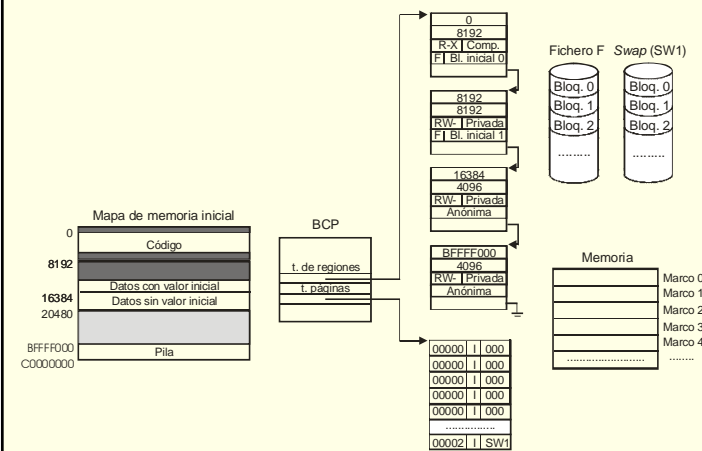 Mapa de memoria inicial
0
Código
8192
Datos con valor inicial
16384
Datos sin valor inicial
20480
BFFFF000
Pila
C0000000
BCP
t. de regiones
t. páginas
0
8192
R-X Comp.
F Bl. inicial 0
8192
8192
RW- Privada
F Bl. inicial 1
16384
4096
RW- Privada
Anónima
BFFFF000
4096
RW- Privada
Anónima
00000 I 000
00000 I 000
00000 I 000
00000 I 000
00000 I 000
................
00002 I SW1
Fichero F Swap (SW1)
Bloq. 0 Bloq. 0
Bloq. 1 Bloq. 1
Bloq. 2 Bloq. 2
......... .........
Memoria
Marco 0
Marco 1
Marco 2
Marco 3
Marco 4
.......................... ........